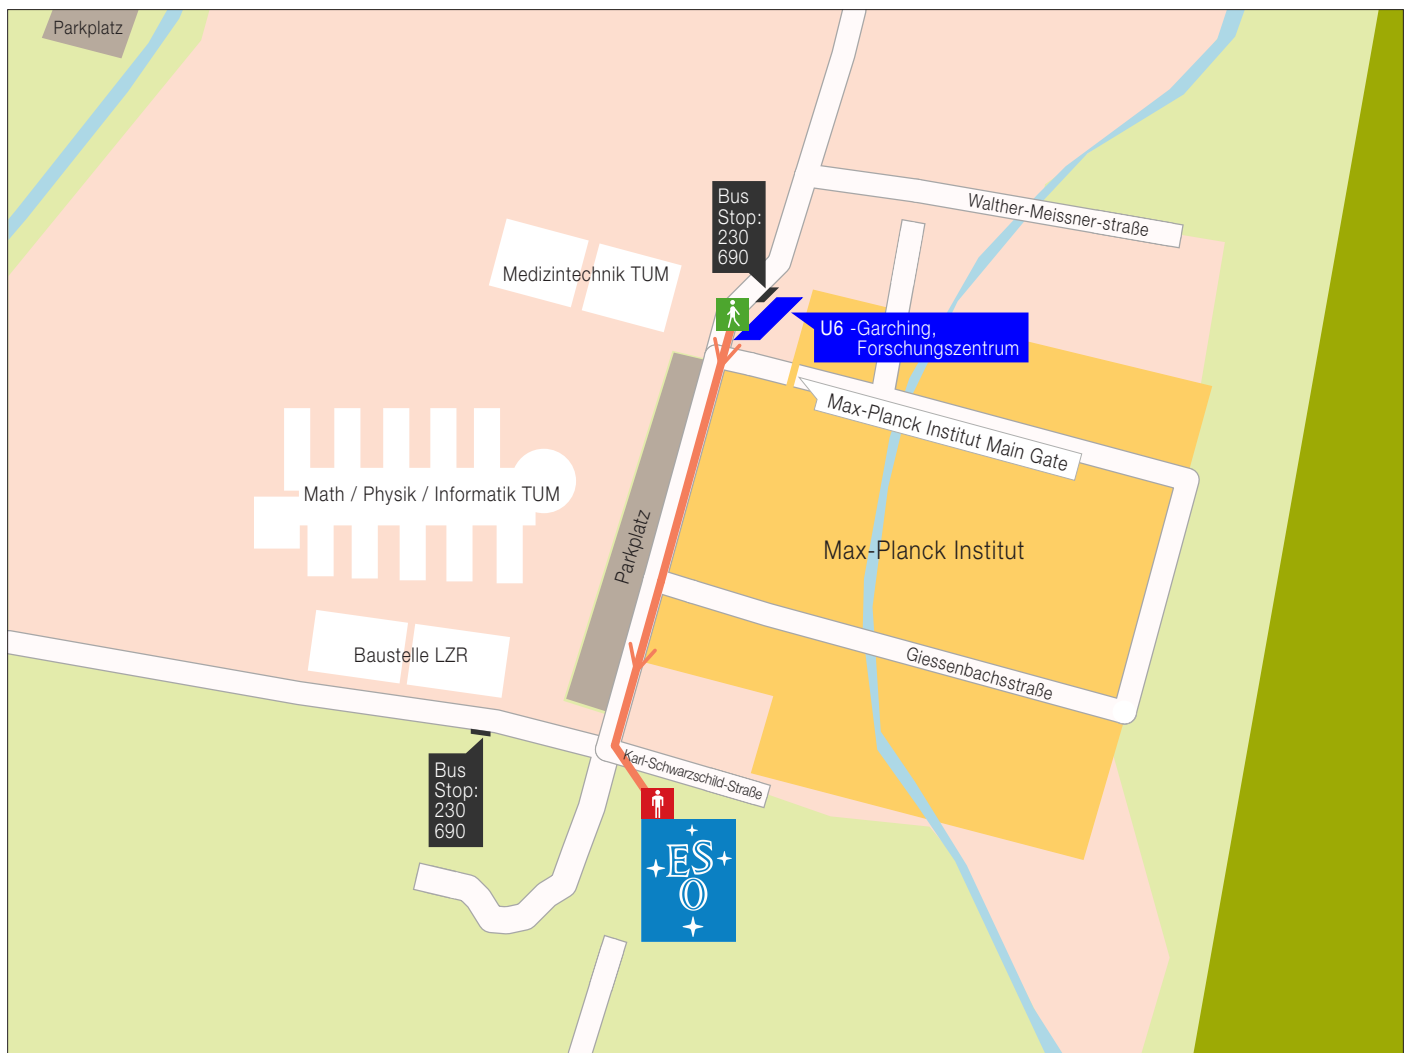 Parkplatz
Bus
Stop:
230
690
Walther-Meissner-straße
Medizintechnik TUM
U6 -Garching,
Forschungszentrum
Max-Planck Institut Main Gate
Math / Physik / Informatik TUM
Parkplatz
Max-Planck Institut
Baustelle LZR
Giessenbachsstraße
Karl-Schwarzschild-Straße
Bus
Stop:
230
690
ES
O